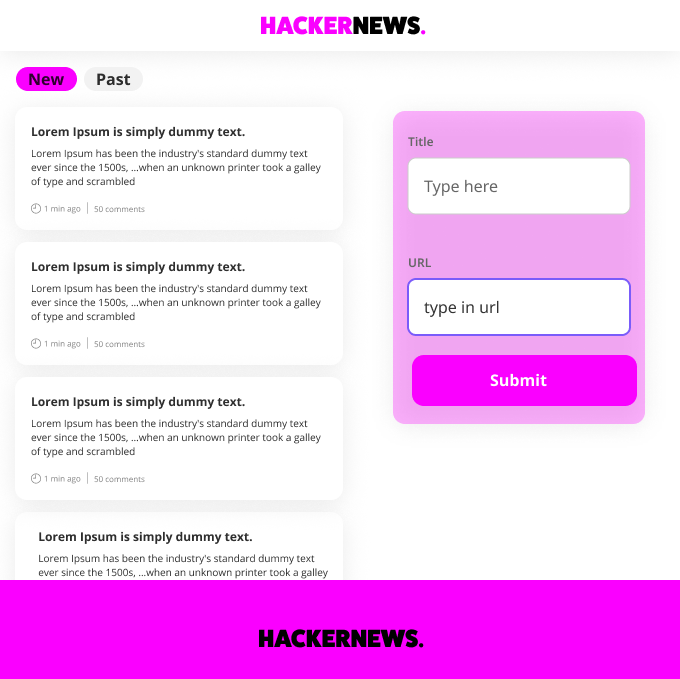 HACKERNEWS.
New
Past
Lorem Ipsum is simply dummy text.
Lorem Ipsum has been the industry's standard dummy text
ever since the 1500s, ...when an unknown printer took a galley
of type and scrambled
1 min ago
50 comments
Lorem Ipsum is simply dummy text.
Lorem Ipsum has been the industry's standard dummy text
ever since the 1500s, ...when an unknown printer took a galley
of type and scrambled
1 min ago
50 comments
Lorem Ipsum is simply dummy text.
Lorem Ipsum has been the industry's standard dummy text
ever since the 1500s, ...when an unknown printer took a galley
of type and scrambled
1 min ago
50 comments
Lorem Ipsum is simply dummy text.
Lorem Ipsum has been the industry's standard dummy text
ever since the 1500s, ...when an unknown printer took a galley
Title
Type here
URL
type in url
Submit
HACKERNEWS.